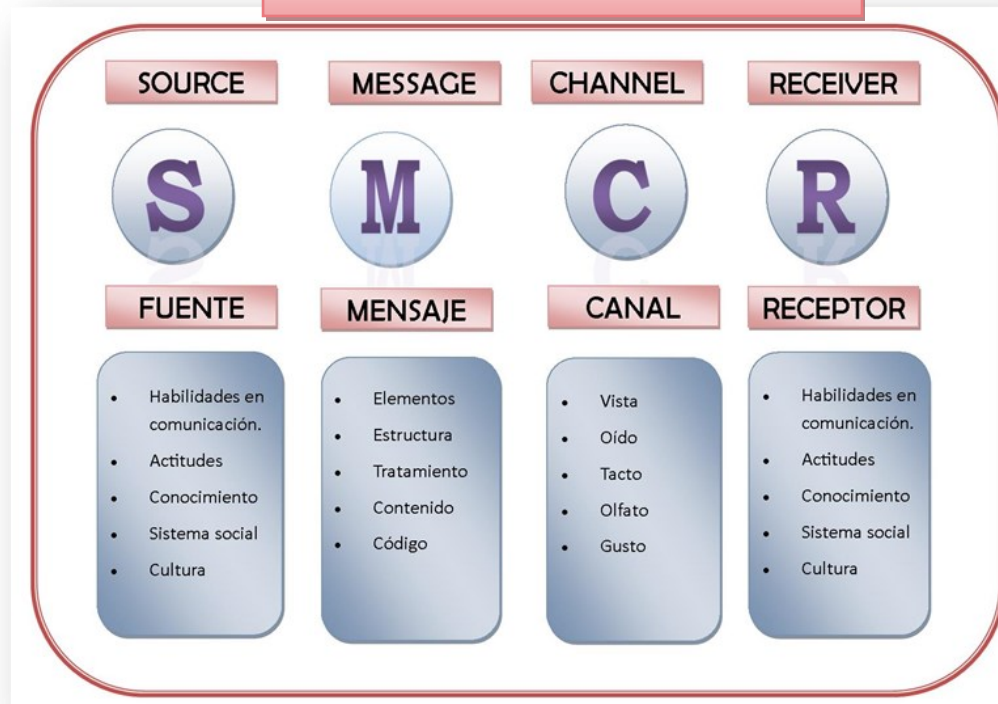 SOURCE
MESSAGE
CHANNEL
RECEIVER
S
M
C
R
FUENTE
MENSAJE
CANAL
RECEPTOR
• Habilidades en
comunicación.
• Actitudes
• Conocimiento
• Sistema social
• Cultura
• Elementos
• Estructura
• Tratamiento
• Contenido
• Código
• Vista
• Oído
• Tacto
• Olfato
• Gusto
• Habilidades en
comunicación.
• Actitudes
• Conocimiento
• Sistema social
• Cultura